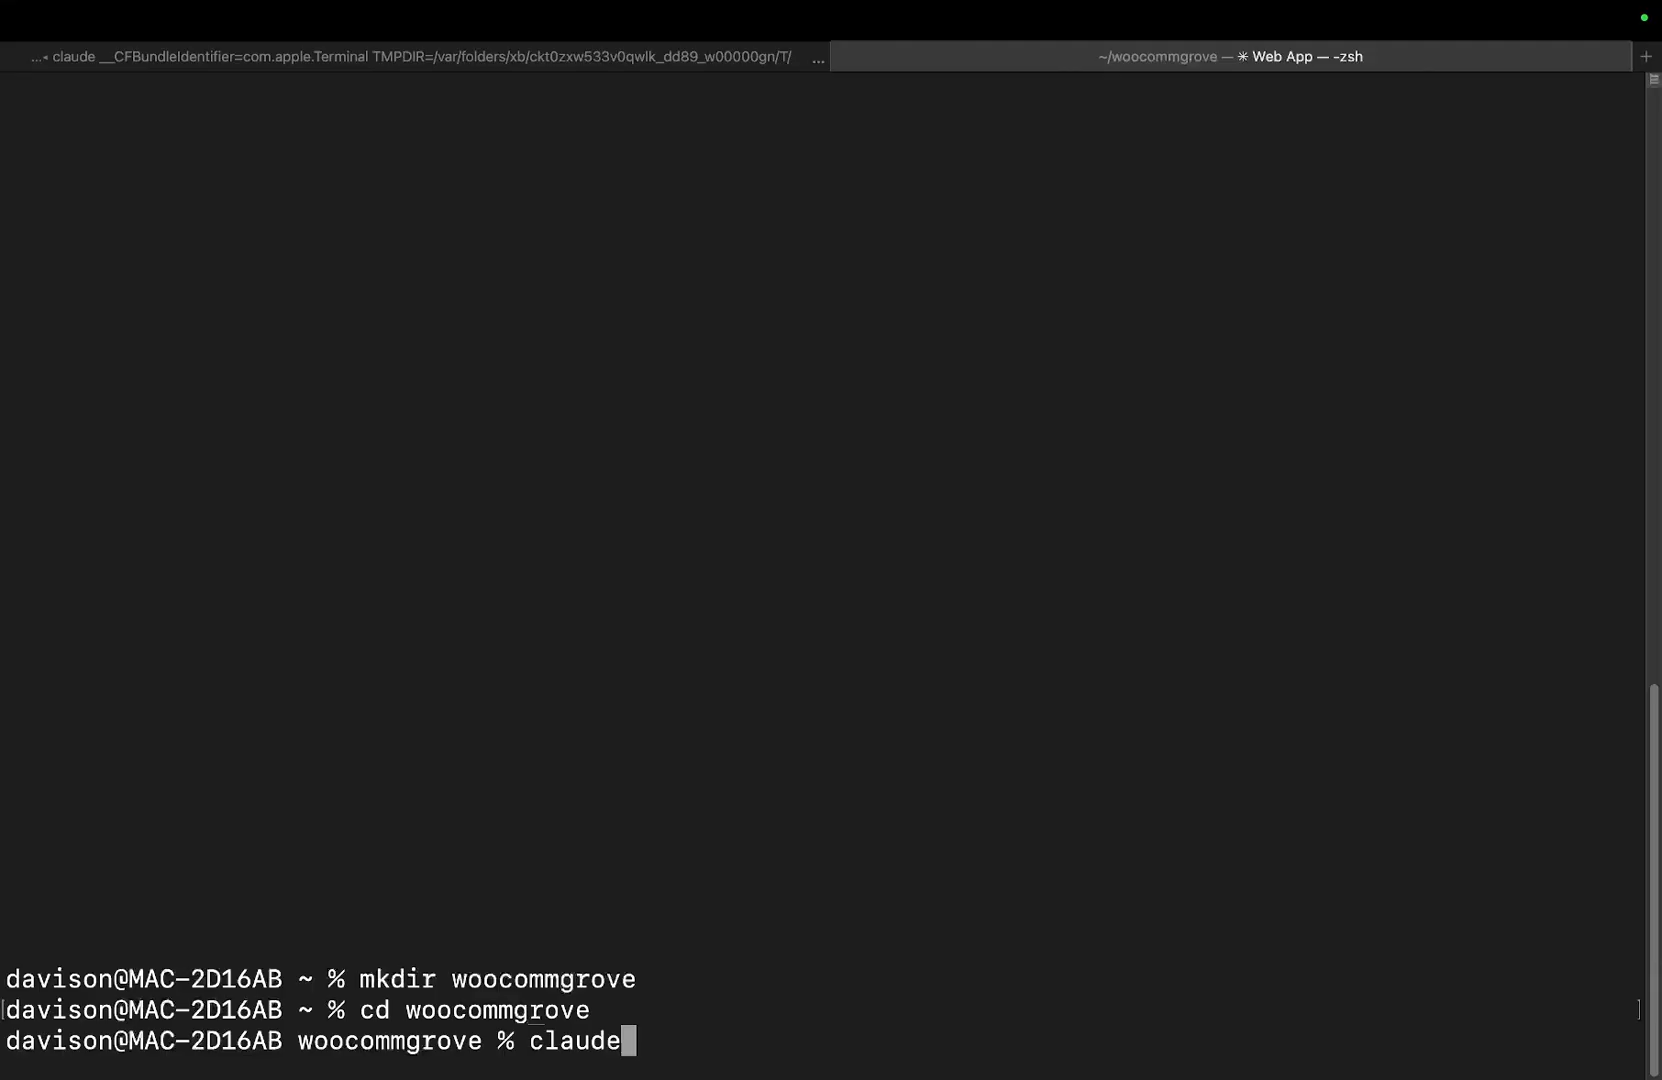 ...◂ claude __CFBundleIdentifier=com.apple.Terminal TMPDIR=/var/folders/xb/ckt0zxw533v0qwlk_dd89_w00000gn/T/ ...
~/woocommgrove — ✳ Web App — -zsh
davison@MAC-2D16AB ~ % mkdir woocommgrove
davison@MAC-2D16AB ~ % cd woocommgrove
davison@MAC-2D16AB woocommgrove % claude